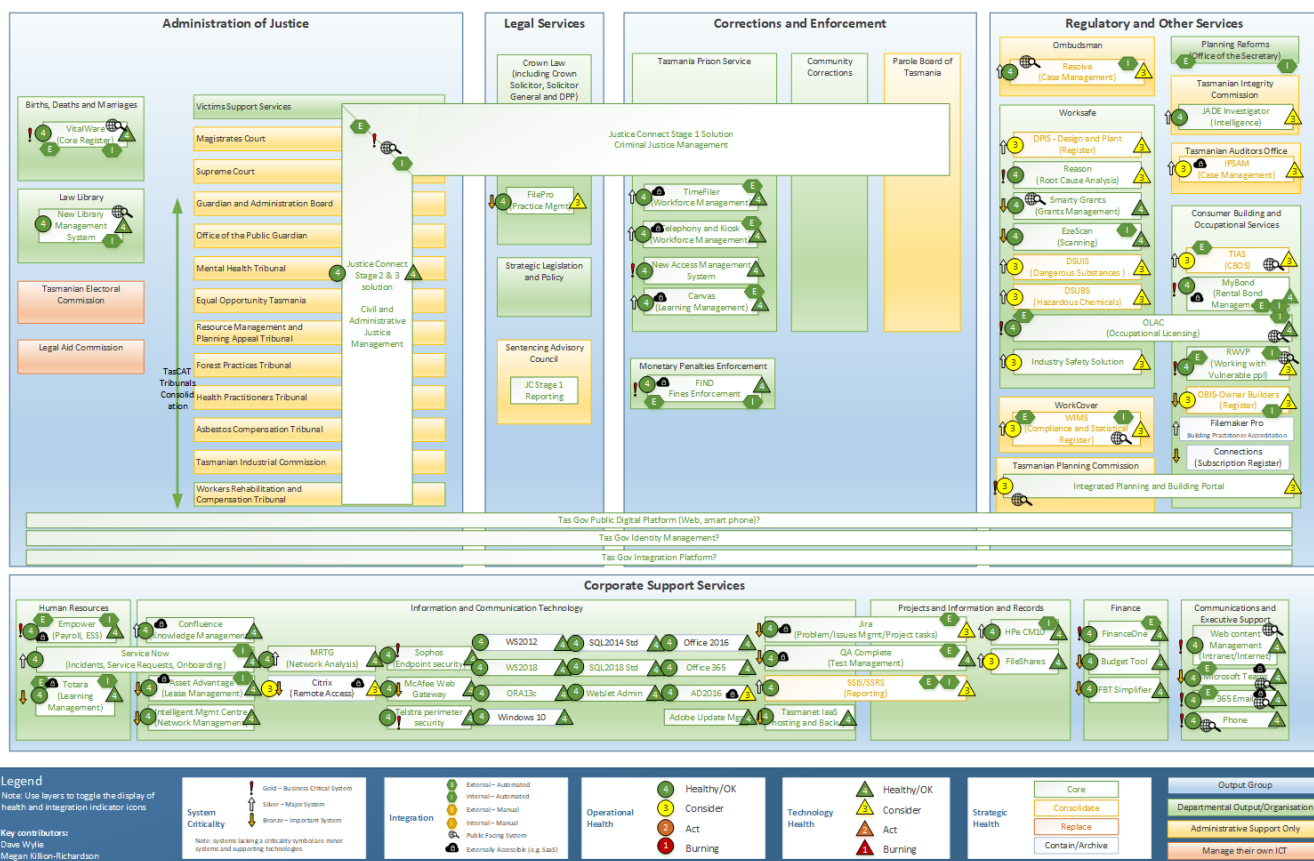 Administration of Justice
Births, Deaths and Marriages
VitalWare
(Core Register)
Law Library
New Library
Management
System
Tasmanian Electoral
Commission
Legal Aid Commission
TasCAT
Tribunals
Consolid
ation
Victims Support Services
Magistrates Court
Supreme Court
Guardian and Administration Board
Office of the Public Guardian
Mental Health Tribunal
Equal Opportunity Tasmania
Resource Management and
Planning Appeal Tribunal
Forest Practices Tribunal
Health Practitioners Tribunal
Asbestos Compensation Tribunal
Tasmanian Industrial Commission
Workers Rehabilitation and
Compensation Tribunal
Justice Connect
Stage 2 & 3
solution
Civil and
Administrative
Justice
Management
Justice Connect Stage 1 Solution
Criminal Justice Management
Legal Services
Crown Law
(including Crown
Solicitor, Solicitor
General and DPP)
FilePro
(Practice Mgmt)
Strategic Legislation
and Policy
Sentencing Advisory
Council
JC Stage 1
Reporting
Corrections and Enforcement
Tasmania Prison Service
TimeFiler
(Workforce Management)
Telephony and Kiosk
(Workforce Management)
New Access Management
System
Canvas
(Learning Management)
Community
Corrections
Parole Board of
Tasmania
Monetary Penalties Enforcement
FIND
Fines Enforcement
Regulatory and Other Services
Ombudsman
Resolve
(Case Management)
Worksafe
DPIS - Design and Plant
(Register)
Reason
(Root Cause Analysis)
Smarty Grants
(Grants Management)
EzeScan
(Scanning)
DSUIS
(Dangerous Substances )
DSUBS
(Hazardous Chemicals)
OLAC
(Occupational Licensing)
Industry Safety Solution
WorkCover
WIMS
(Compliance and Statistical
Register)
Tasmanian Planning Commission
Integrated Planning and Building Portal
Planning Reforms
(Office of the Secretary)
Tasmanian Integrity
Commission
JADE Investigator
(Intelligence)
Tasmanian Auditors Office
IPSAM
(Case Management)
Consumer Building and
Occupational Services
TIAS
(CBOS)
MyBond
(Rental Bond
Management)
RWVP
(Working with
Vulnerable ppl)
OBIS-Owner Builders
(Register)
Filemaker Pro
Building Practitioner Accreditation
Connections
(Subscription Register)
Tas Gov Public Digital Platform (Web, smart phone)?
Tas Gov Identity Management?
Tas Gov Integration Platform?
Corporate Support Services
Human Resources
Empower
(Payroll, ESS)
Service Now
(Incidents, Service Requests, Onboarding)
Totara
(Learning
Management)
Information and Communication Technology
Confluence
Knowledge Management)
Asset Advantage
(Lease Management)
Intelligent Mgmt Centre
(Network Management)
MRTG
(Network Analysis)
Citrix
(Remote Access)
Sophos
(Endpoint security)
McAfee Web
Gateway
Telstra perimeter
security
WS2012
WS2018
ORA13c
Windows 10
SQL2014 Std
SQL2018 Std
WebLet Admin
Office 2016
Office 365
AD2016
Adobe Update Mgr
Jira
(Problem/Issues Mgmt/Project tasks)
QA Complete
(Test Management)
SSIS/SSRS
(Reporting)
Tasmanet IaaS
hosting and Backup
Projects and Information and Records
HPe CM10
FileShares
Finance
FinanceOne
Budget Tool
FBT Simplifier
Communications and
Executive Support
Web content
Management
(Intranet/Internet)
Microsoft Teams
365 Email
Phone
Legend
Note: Use layers to toggle the display of
health and integration indicator icons
Key contributors:
Dave Wylie
Megan Killion-Richardson
System
Criticality
Gold – Business Critical System
Silver – Major System
Bronze – Important System
Note: systems lacking a criticality symbol are minor
systems and supporting technologies
Integration
External – Automated
Internal – Automated
External – Manual
Internal – Manual
Public Facing System
Externally Accessible (e.g. SaaS)
Operational
Health
4 Healthy/OK
3 Consider
2 Act
1 Burning
Technology
Health
4 Healthy/OK
3 Consider
2 Act
1 Burning
Strategic
Health
Core
Consolidate
Replace
Contain/Archive
Output Group
Departmental Output/Organisation
Administrative Support Only
Manage their own ICT